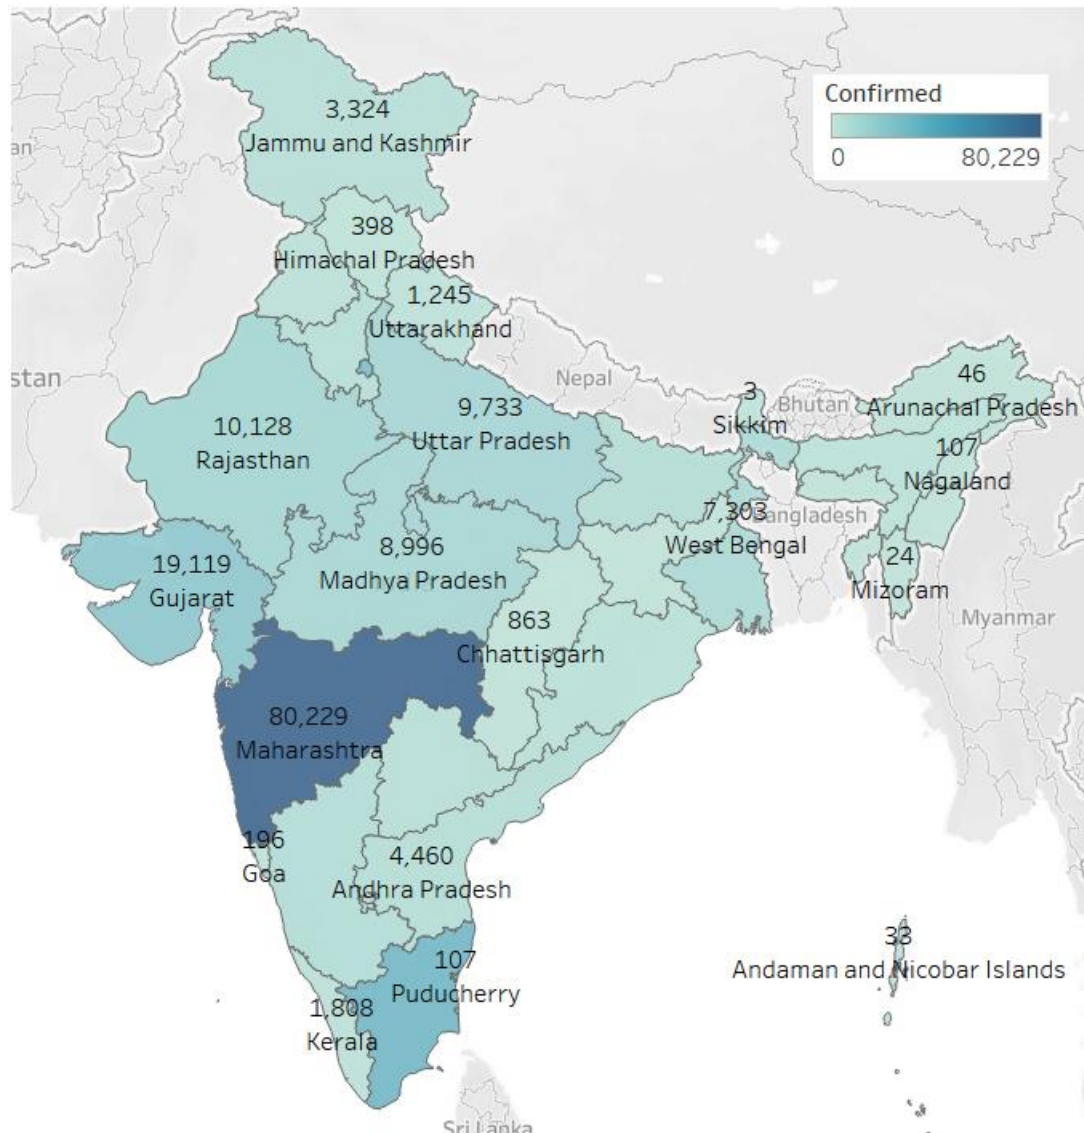 Confirmed
0 80,229
3,324
Jammu and Kashmir
an
398
Himachal Pradesh
1,245
Uttarakhand
stan
Nepal
3
Sikkim
Bhutan
46
Arunachal Pradesh
10,128
Rajasthan
9,733
Uttar Pradesh
107
Nagaland
7,303
Bangladesh
West Bengal
19,119
Gujarat
8,996
Madhya Pradesh
24
Mizoram
Myanmar
863
Chhattisgarh
80,229
Maharashtra
196
Goa
4,460
Andhra Pradesh
33
Andaman and Nicobar Islands
107
Puducherry
1,808
Kerala
Sri Lanka